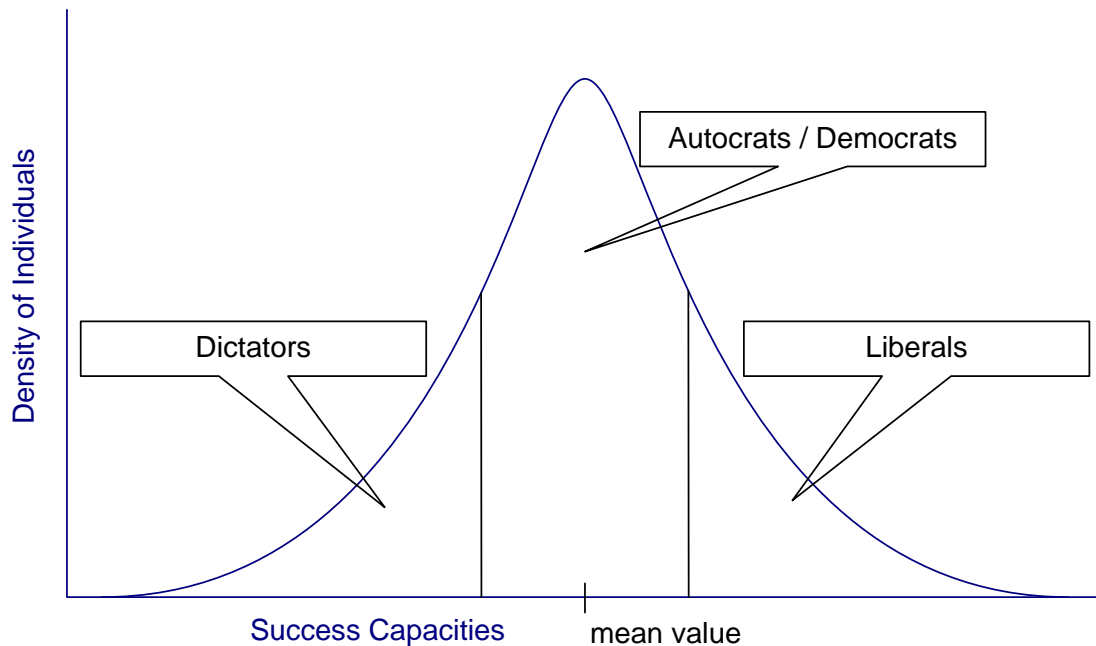 Autocrats / Democrats
Density of Individuals
Dictators
Liberals
Success Capacities
mean value